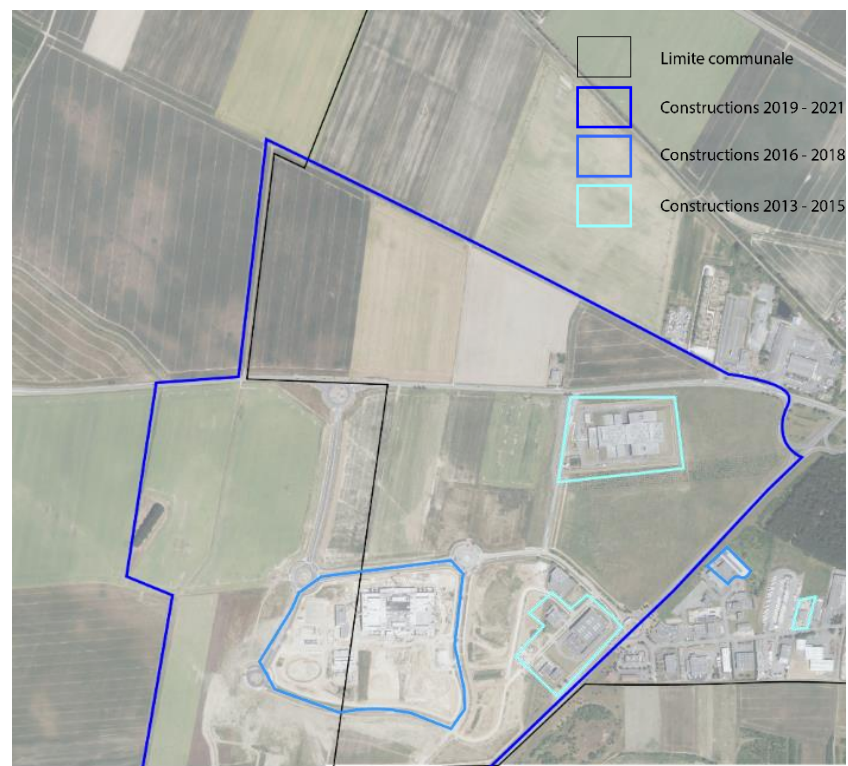 Limite communale
Constructions 2019 - 2021
Constructions 2016 - 2018
Constructions 2013 - 2015